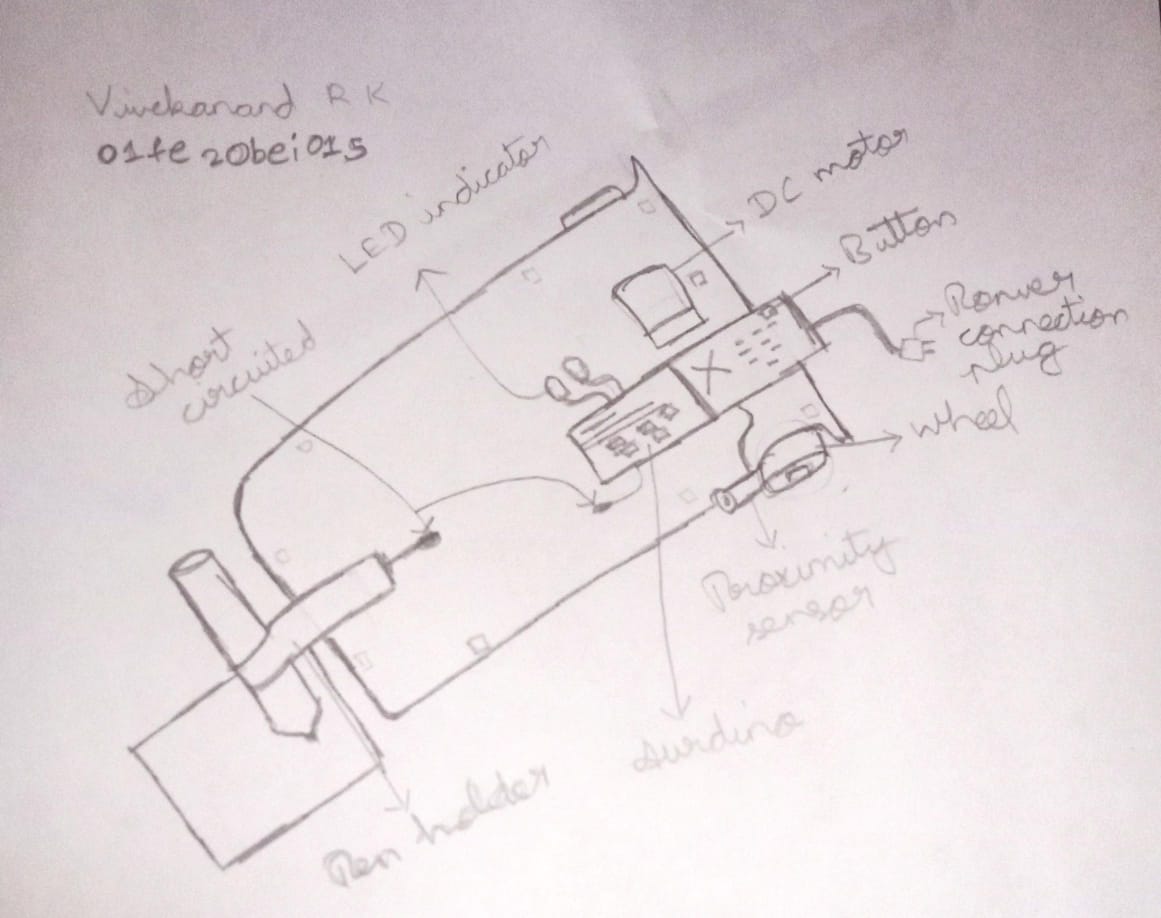 Vivekanand R K
01fe20bei015
LED indicator
DC motor
Button
Short
circuited
Power
connection
plug
Wheel
Proximity
sensor
Aurdino
Pen holder